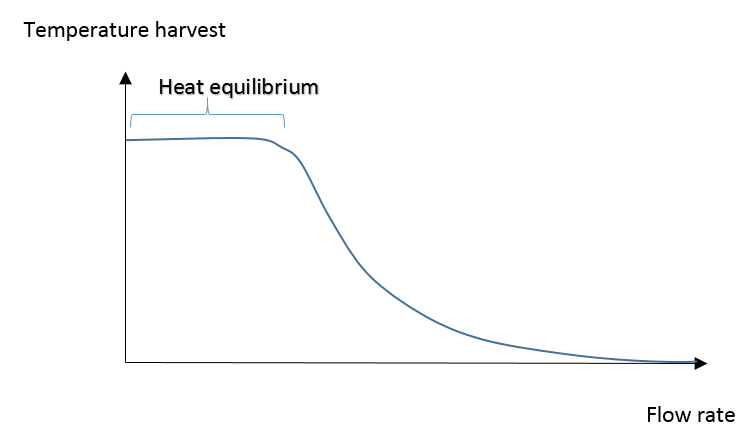 Temperature harvest
Heat equilibrium
Flow rate